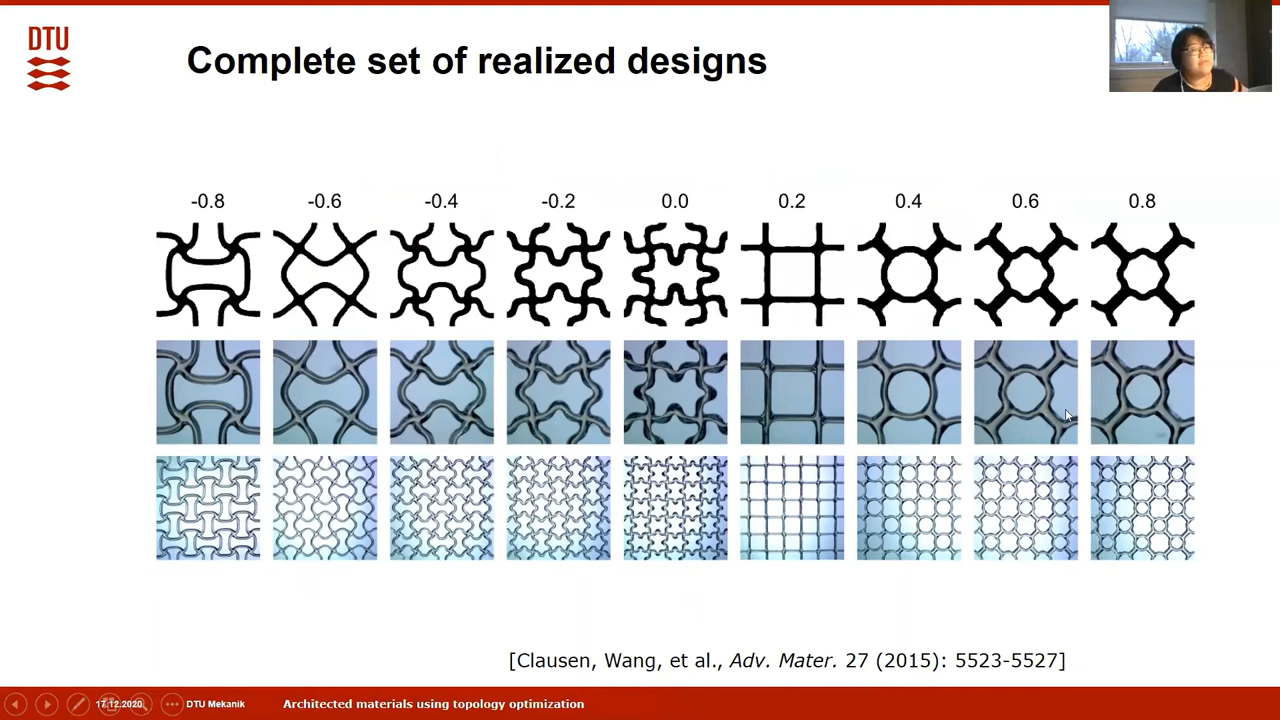 DTU
Complete set of realized designs
-0.8 -0.6 -0.4 -0.2 0.0 0.2 0.4 0.6 0.8
[Clausen, Wang, et al., Adv. Mater. 27 (2015): 5523-5527]
17.12.2020 DTU Mekanik Architected materials using topology optimization